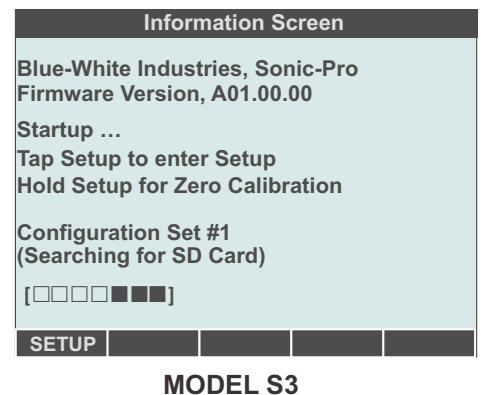 Information Screen
Blue-White Industries, Sonic-Pro
Firmware Version, A01.00.00
Startup ...
Tap Setup to enter Setup
Hold Setup for Zero Calibration
Configuration Set #1
(Searching for SD Card)
[□□□□■■■]
SETUP
MODEL S3